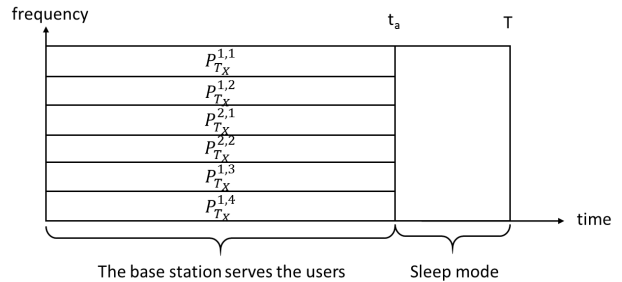 frequency
t_a
T
P_{T_X}^{1,1}
P_{T_X}^{1,2}
P_{T_X}^{2,1}
P_{T_X}^{2,2}
P_{T_X}^{1,3}
P_{T_X}^{1,4}
time
The base station serves the users
Sleep mode